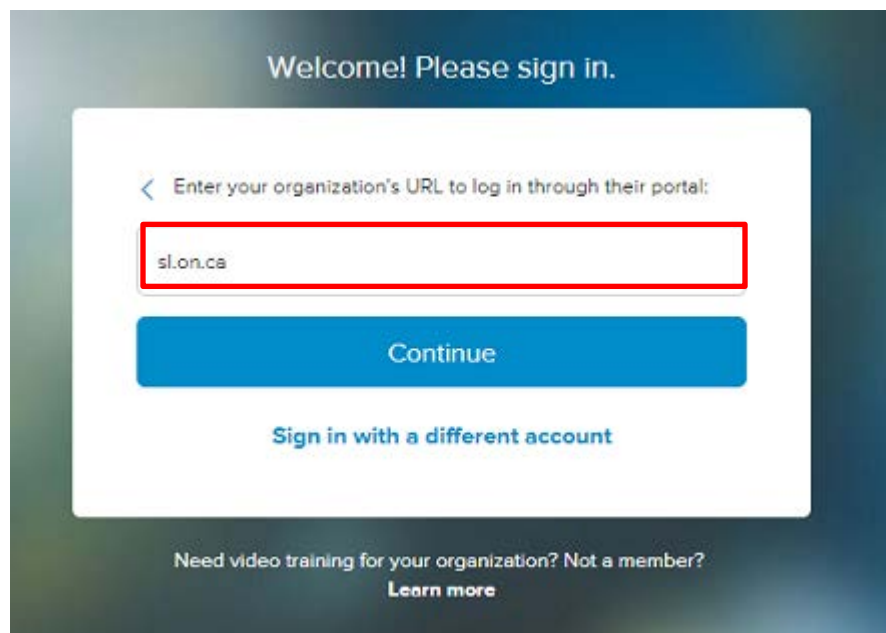 Welcome! Please sign in.
Enter your organization's URL to log in through their portal:
sl.on.ca
Continue
Sign in with a different account
Need video training for your organization? Not a member?
Learn more